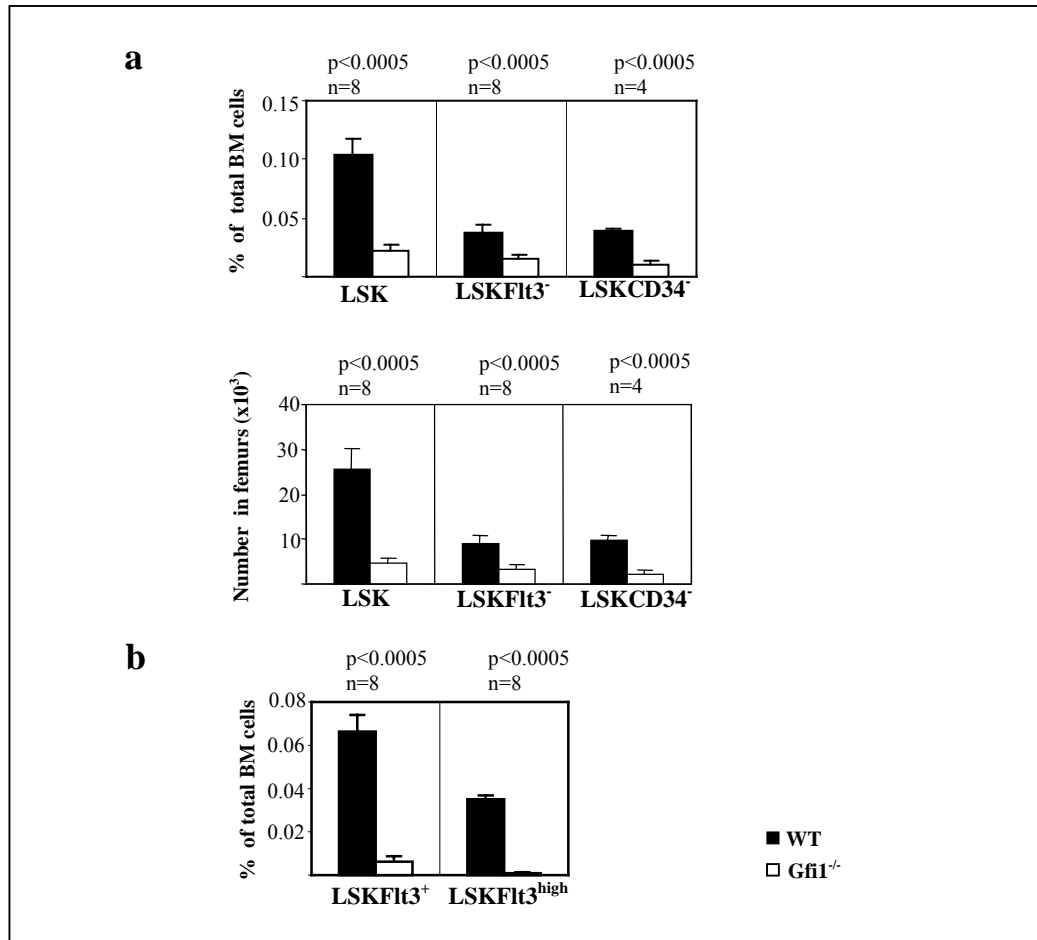 a
p<0.0005 p<0.0005 p<0.0005
n=8 n=8 n=4
% of total BM cells
0.15
0.10
0.05
LSK LSKFlt3⁻ LSKCD34⁻
p<0.0005 p<0.0005 p<0.0005
n=8 n=8 n=4
Number in femurs (x10³)
40
30
20
10
LSK LSKFlt3⁻ LSKCD34⁻
b
p<0.0005 p<0.0005
n=8 n=8
% of total BM cells
0.08
0.06
0.04
0.02
LSKFlt3⁺ LSKFlt3ʰⁱᵍʰ
WT
Gfi1⁻/⁻